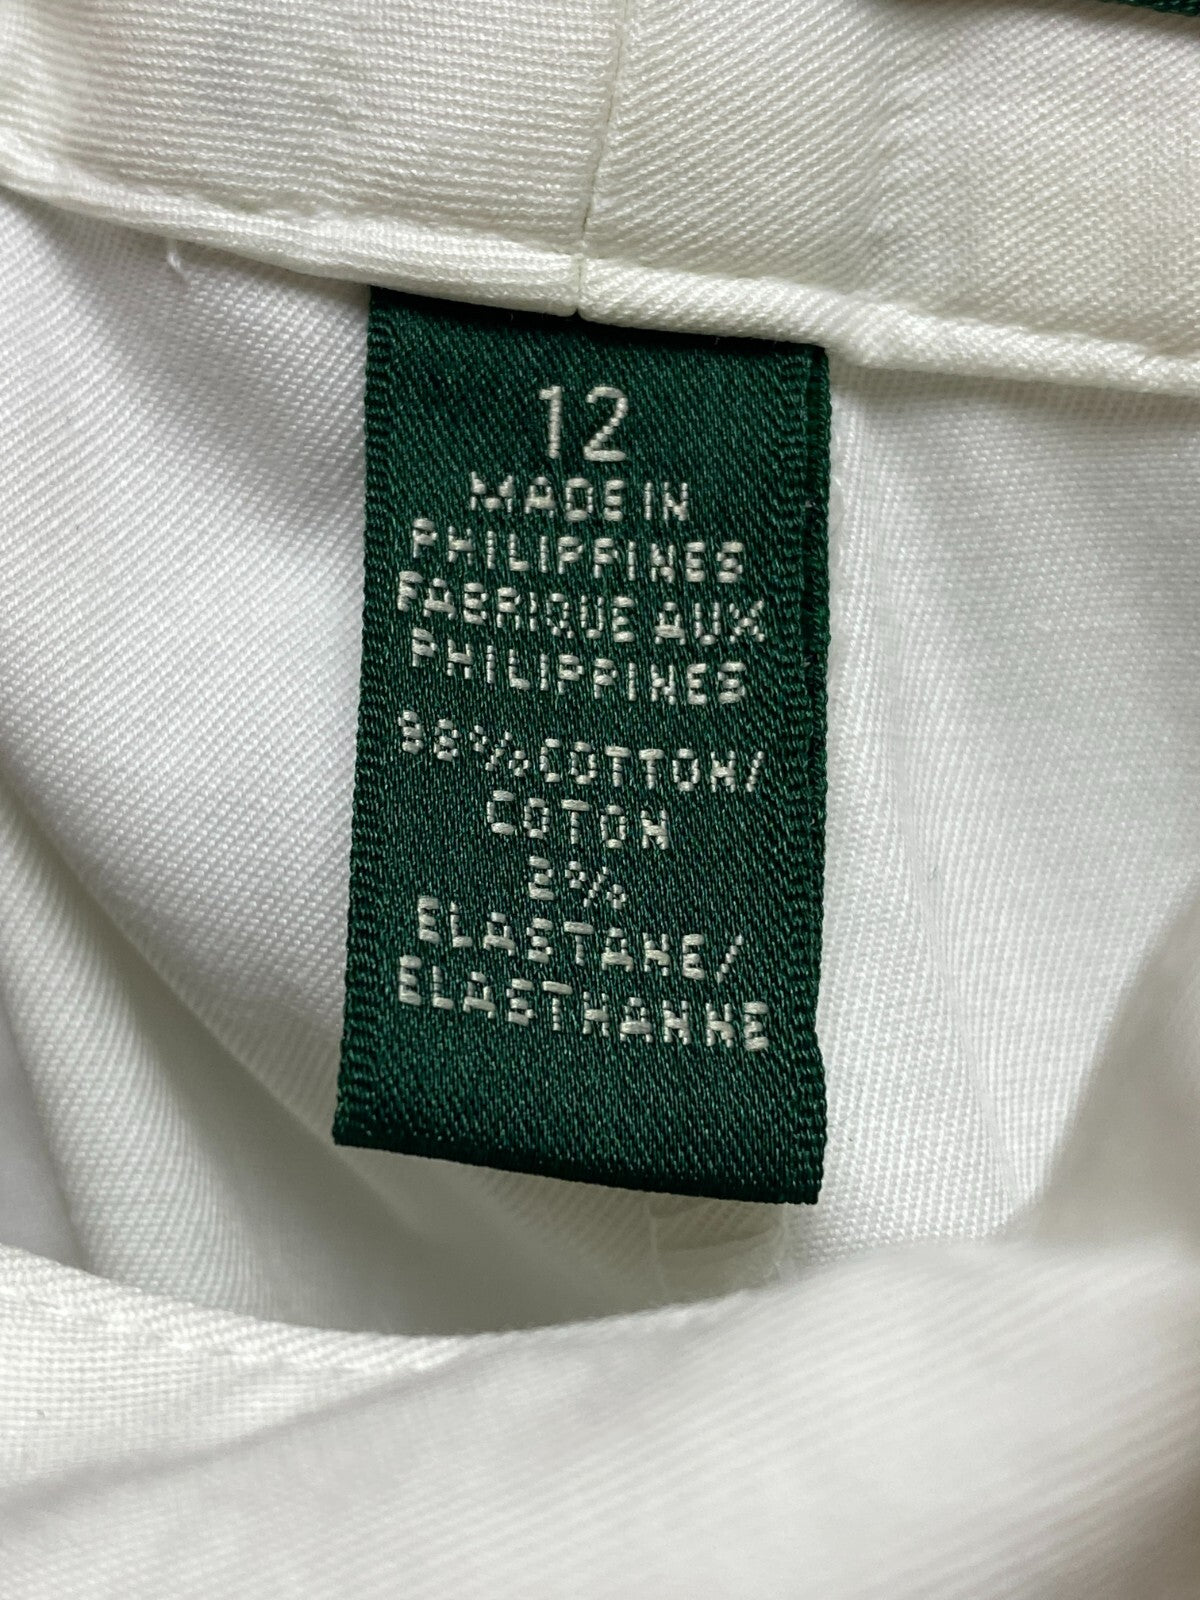 12
MADE IN
PHILIPPINES
FABRIQUE AUX
PHILIPPINES
98% COTTON/
COTON
2%
ELASTANE/
ELASTHANNE